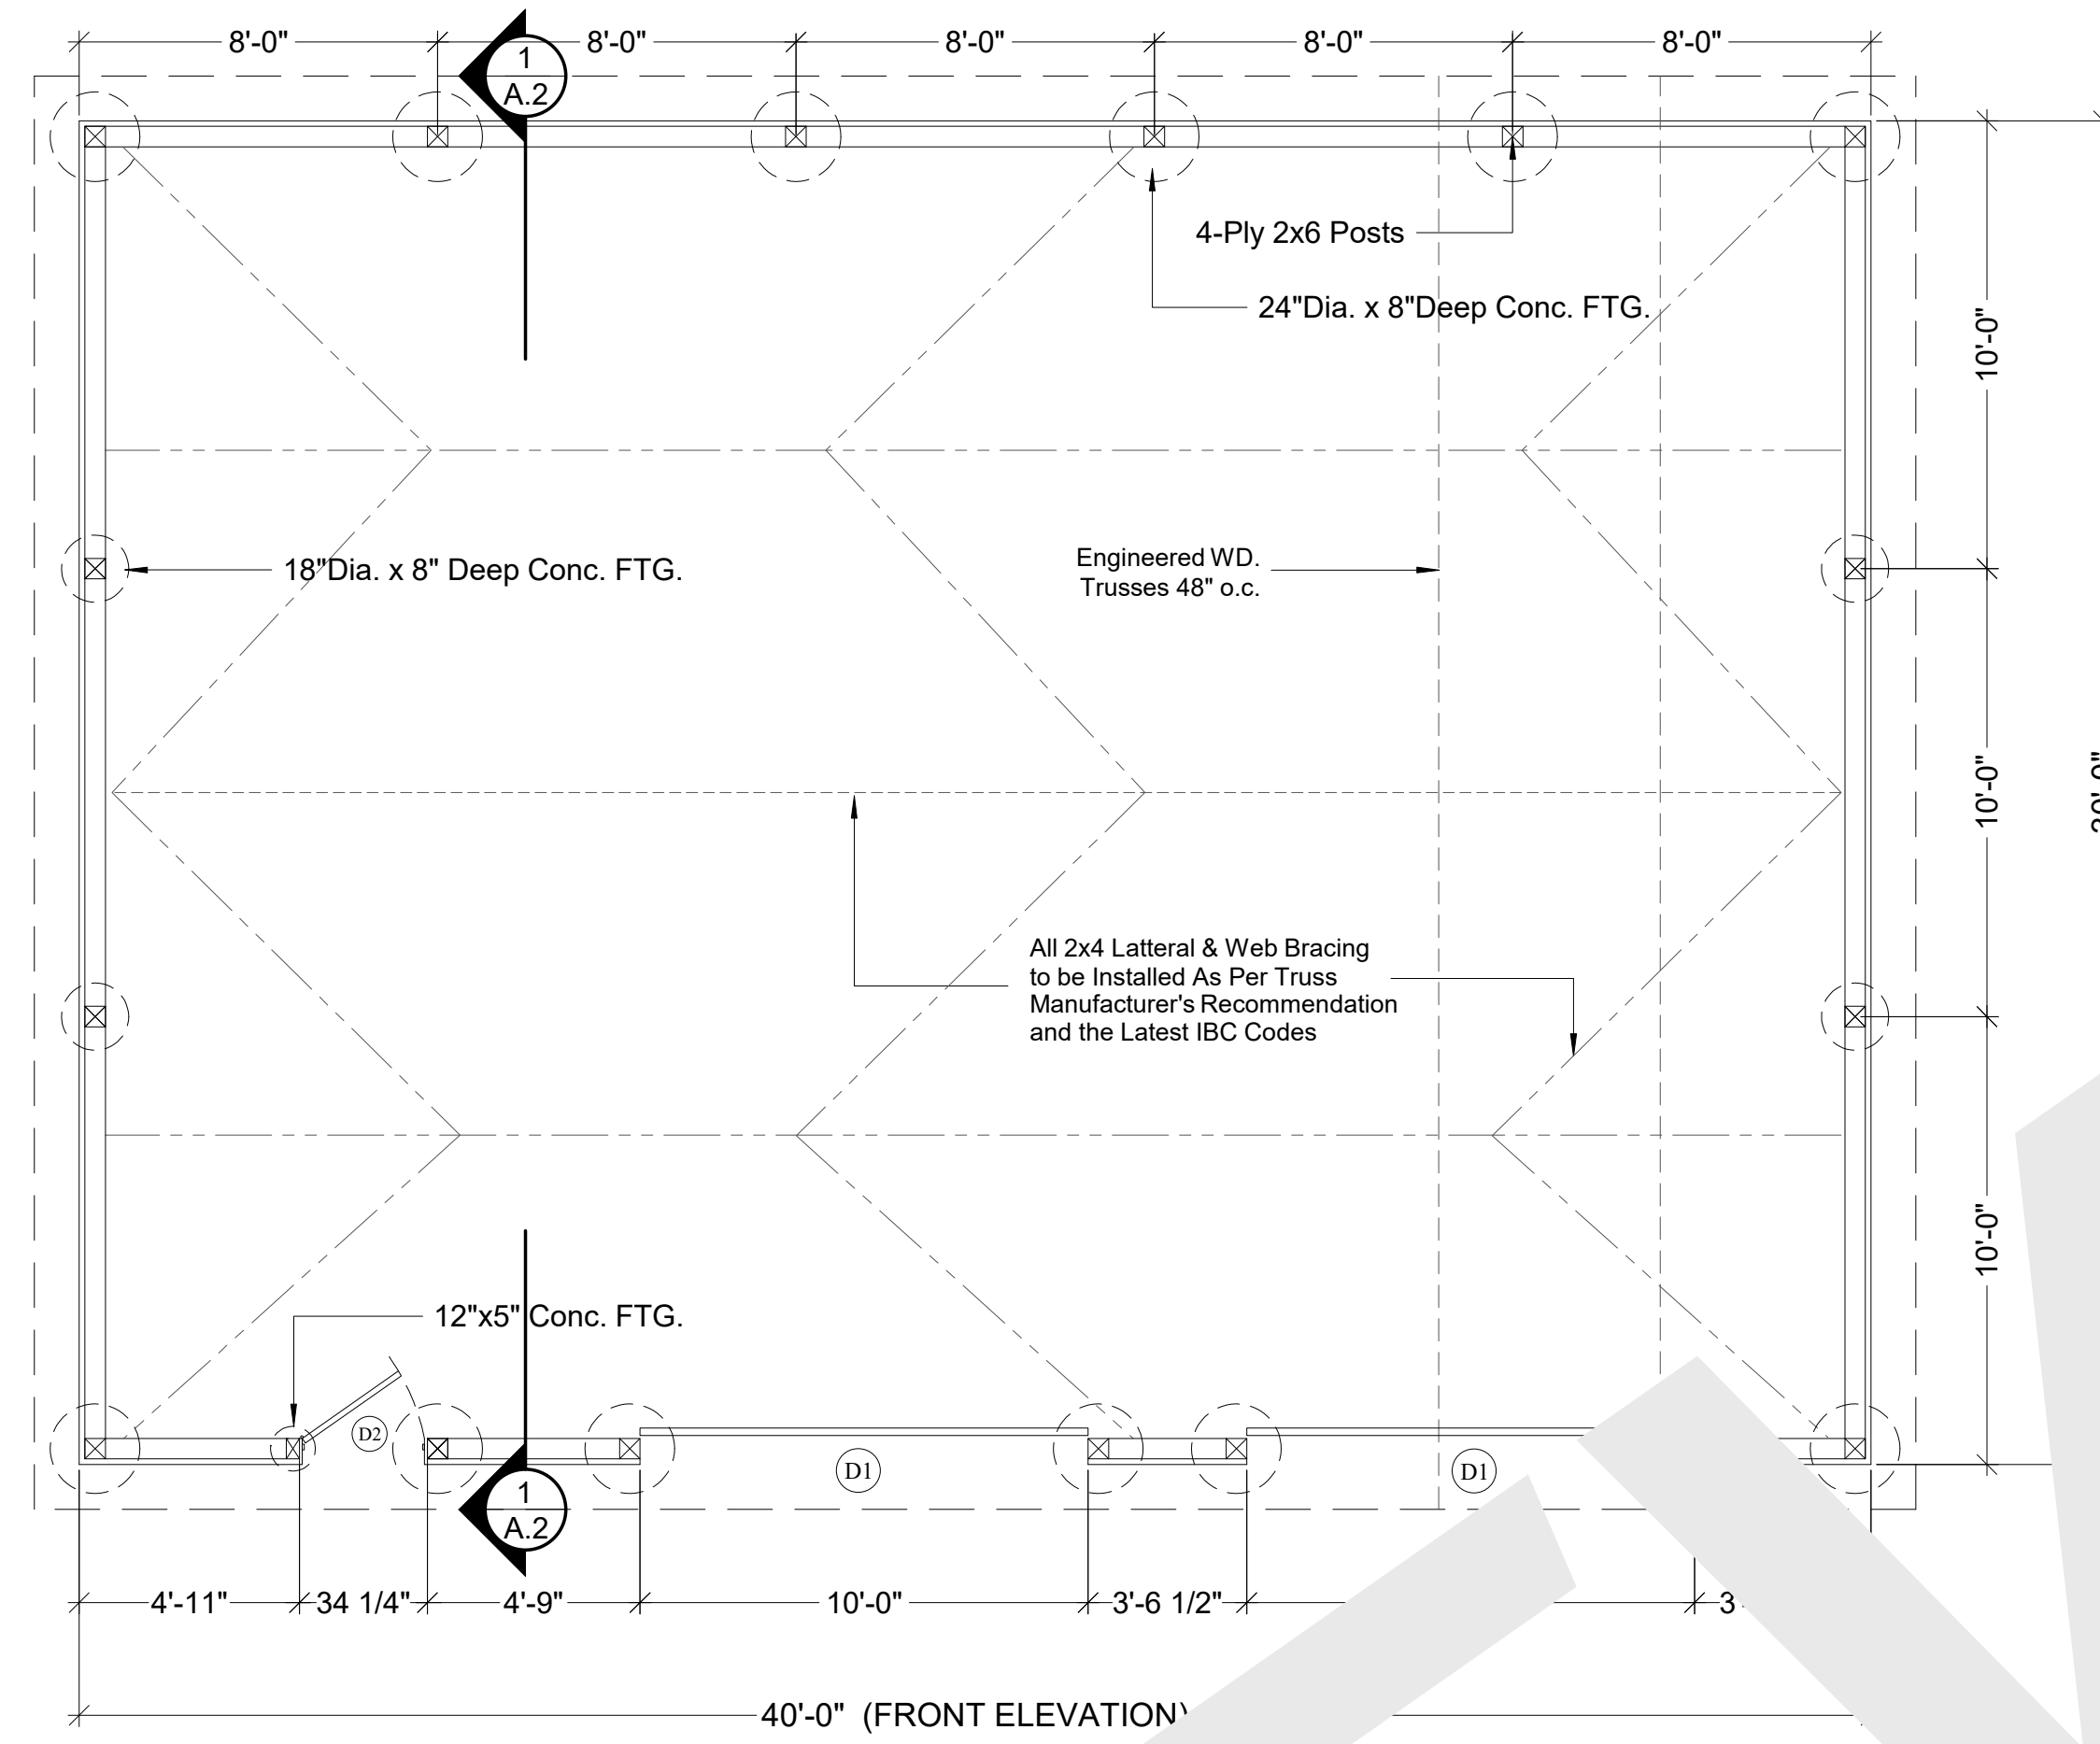 8'-0" 8'-0" 8'-0" 8'-0" 8'-0"
1
A.2
4-Ply 2x6 Posts
24"Dia. x 8"Deep Conc. FTG.
10'-0"
18"Dia. x 8" Deep Conc. FTG.
Engineered WD.
Trusses 48" o.c.
10'-0"
All 2x4 Latteral & Web Bracing
to be Installed As Per Truss
Manufacturer's Recommendation
and the Latest IBC Codes
10'-0"
12"x5" Conc. FTG.
D2
D1 D1
1
A.2
4'-11" 34 1/4" 4'-9" 10'-0" 3'-6 1/2" 3
40'-0" (FRONT ELEVATION)